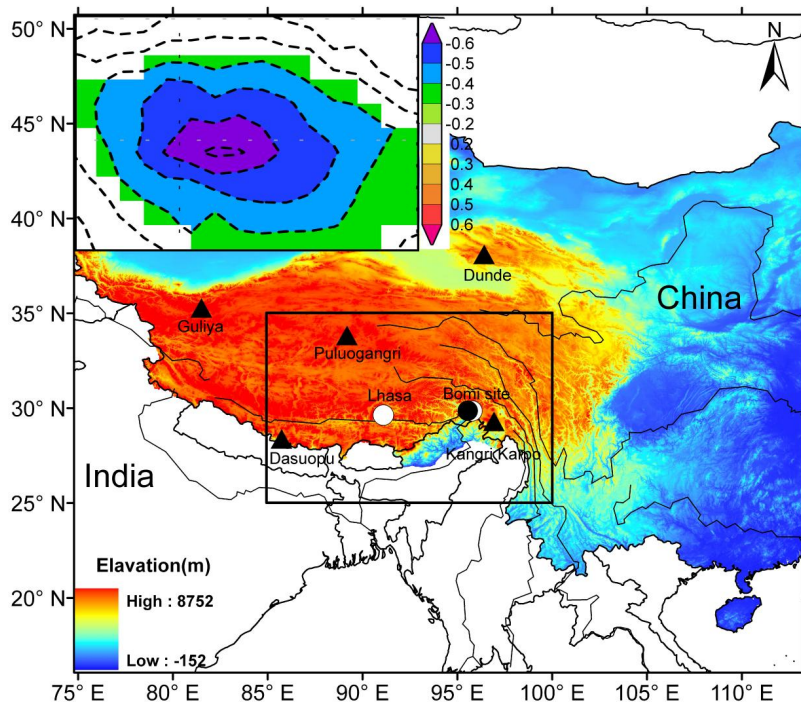 50° N
45° N
40° N
35° N
30° N
25° N
20° N
-0.6
-0.5
-0.4
-0.3
-0.2
0.2
0.3
0.4
0.5
0.6
N
Dunde
China
Guliya
Puluogangri
Lhasa
Bomi site
Dasuopu
Kangri Karpo
India
Elavation(m)
High : 8752
Low : -152
75° E 80° E 85° E 90° E 95° E 100° E 105° E 110° E